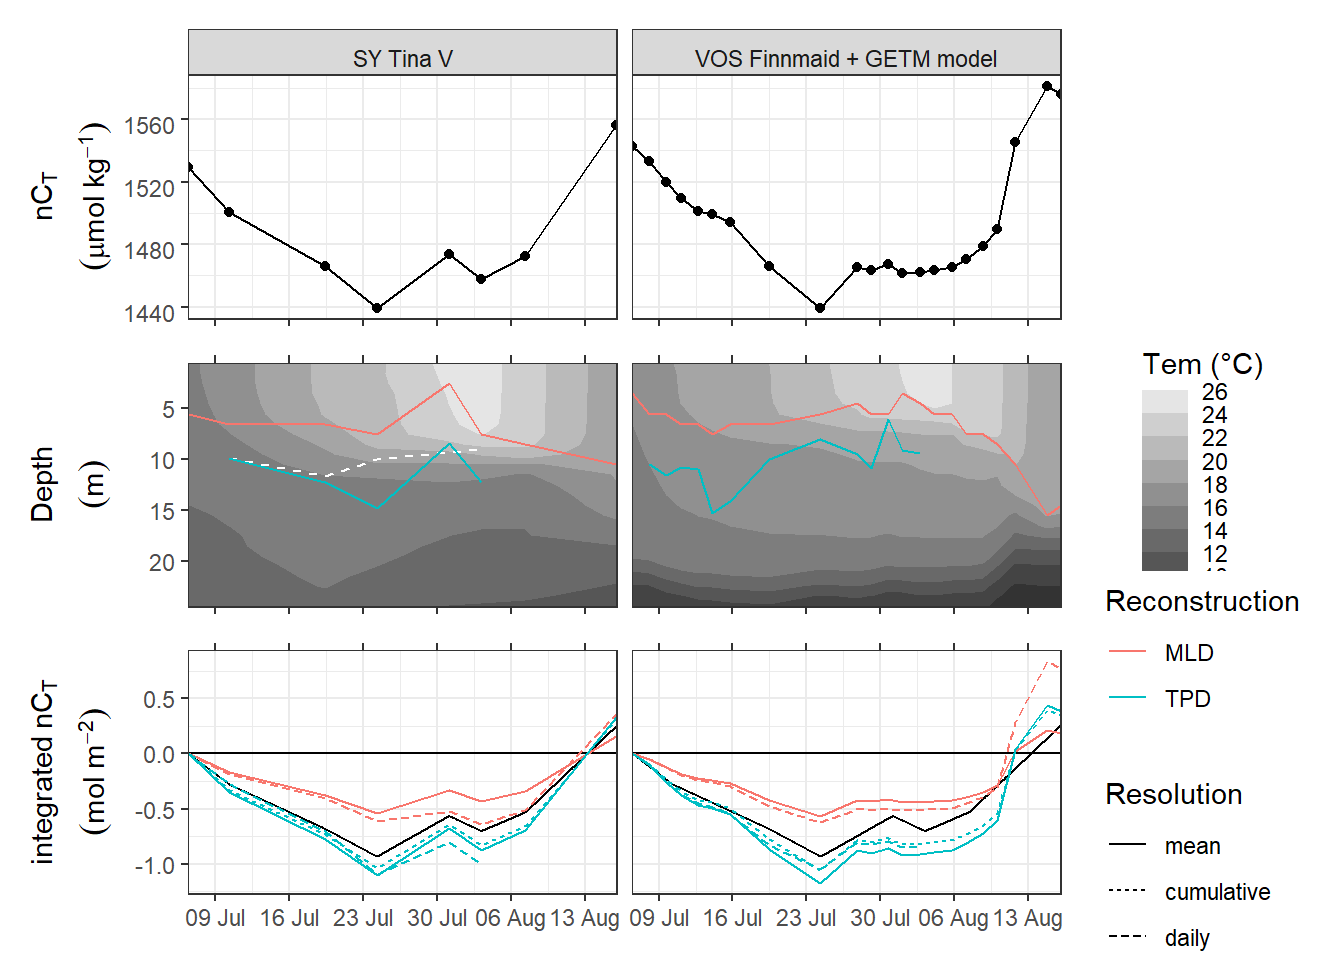 SY Tina V
VOS Finnmaid + GETM model
nC_T
(μmol kg⁻¹)
1560
1520
1480
1440
Depth
(m)
5
10
15
20
Tem (°C)
26
24
22
20
18
16
14
12
Reconstruction
MLD
TPD
integrated nC_T
(mol m⁻²)
0.5
0.0
-0.5
-1.0
Resolution
mean
cumulative
daily
09 Jul 16 Jul 23 Jul 30 Jul 06 Aug 13 Aug
09 Jul 16 Jul 23 Jul 30 Jul 06 Aug 13 Aug